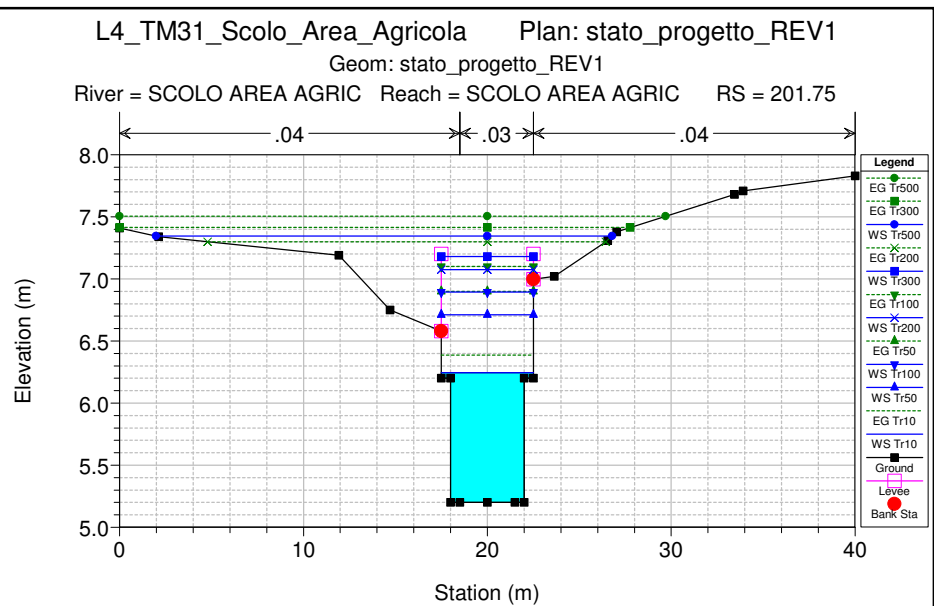 L4_TM31_Scolo_Area_Agricola Plan: stato_progetto_REV1
Geom: stato_progetto_REV1
River = SCOLO AREA AGRIC Reach = SCOLO AREA AGRIC RS = 201.75
.04 .03 .04
8.0
7.5
7.0
6.5
6.0
5.5
5.0
Elevation (m)
0 10 20 30 40
Station (m)
Legend
EG Tr500
EG Tr300
WS Tr500
EG Tr200
WS Tr300
EG Tr100
WS Tr200
EG Tr50
WS Tr100
WS Tr50
EG Tr10
WS Tr10
Ground
Levee
Bank Sta